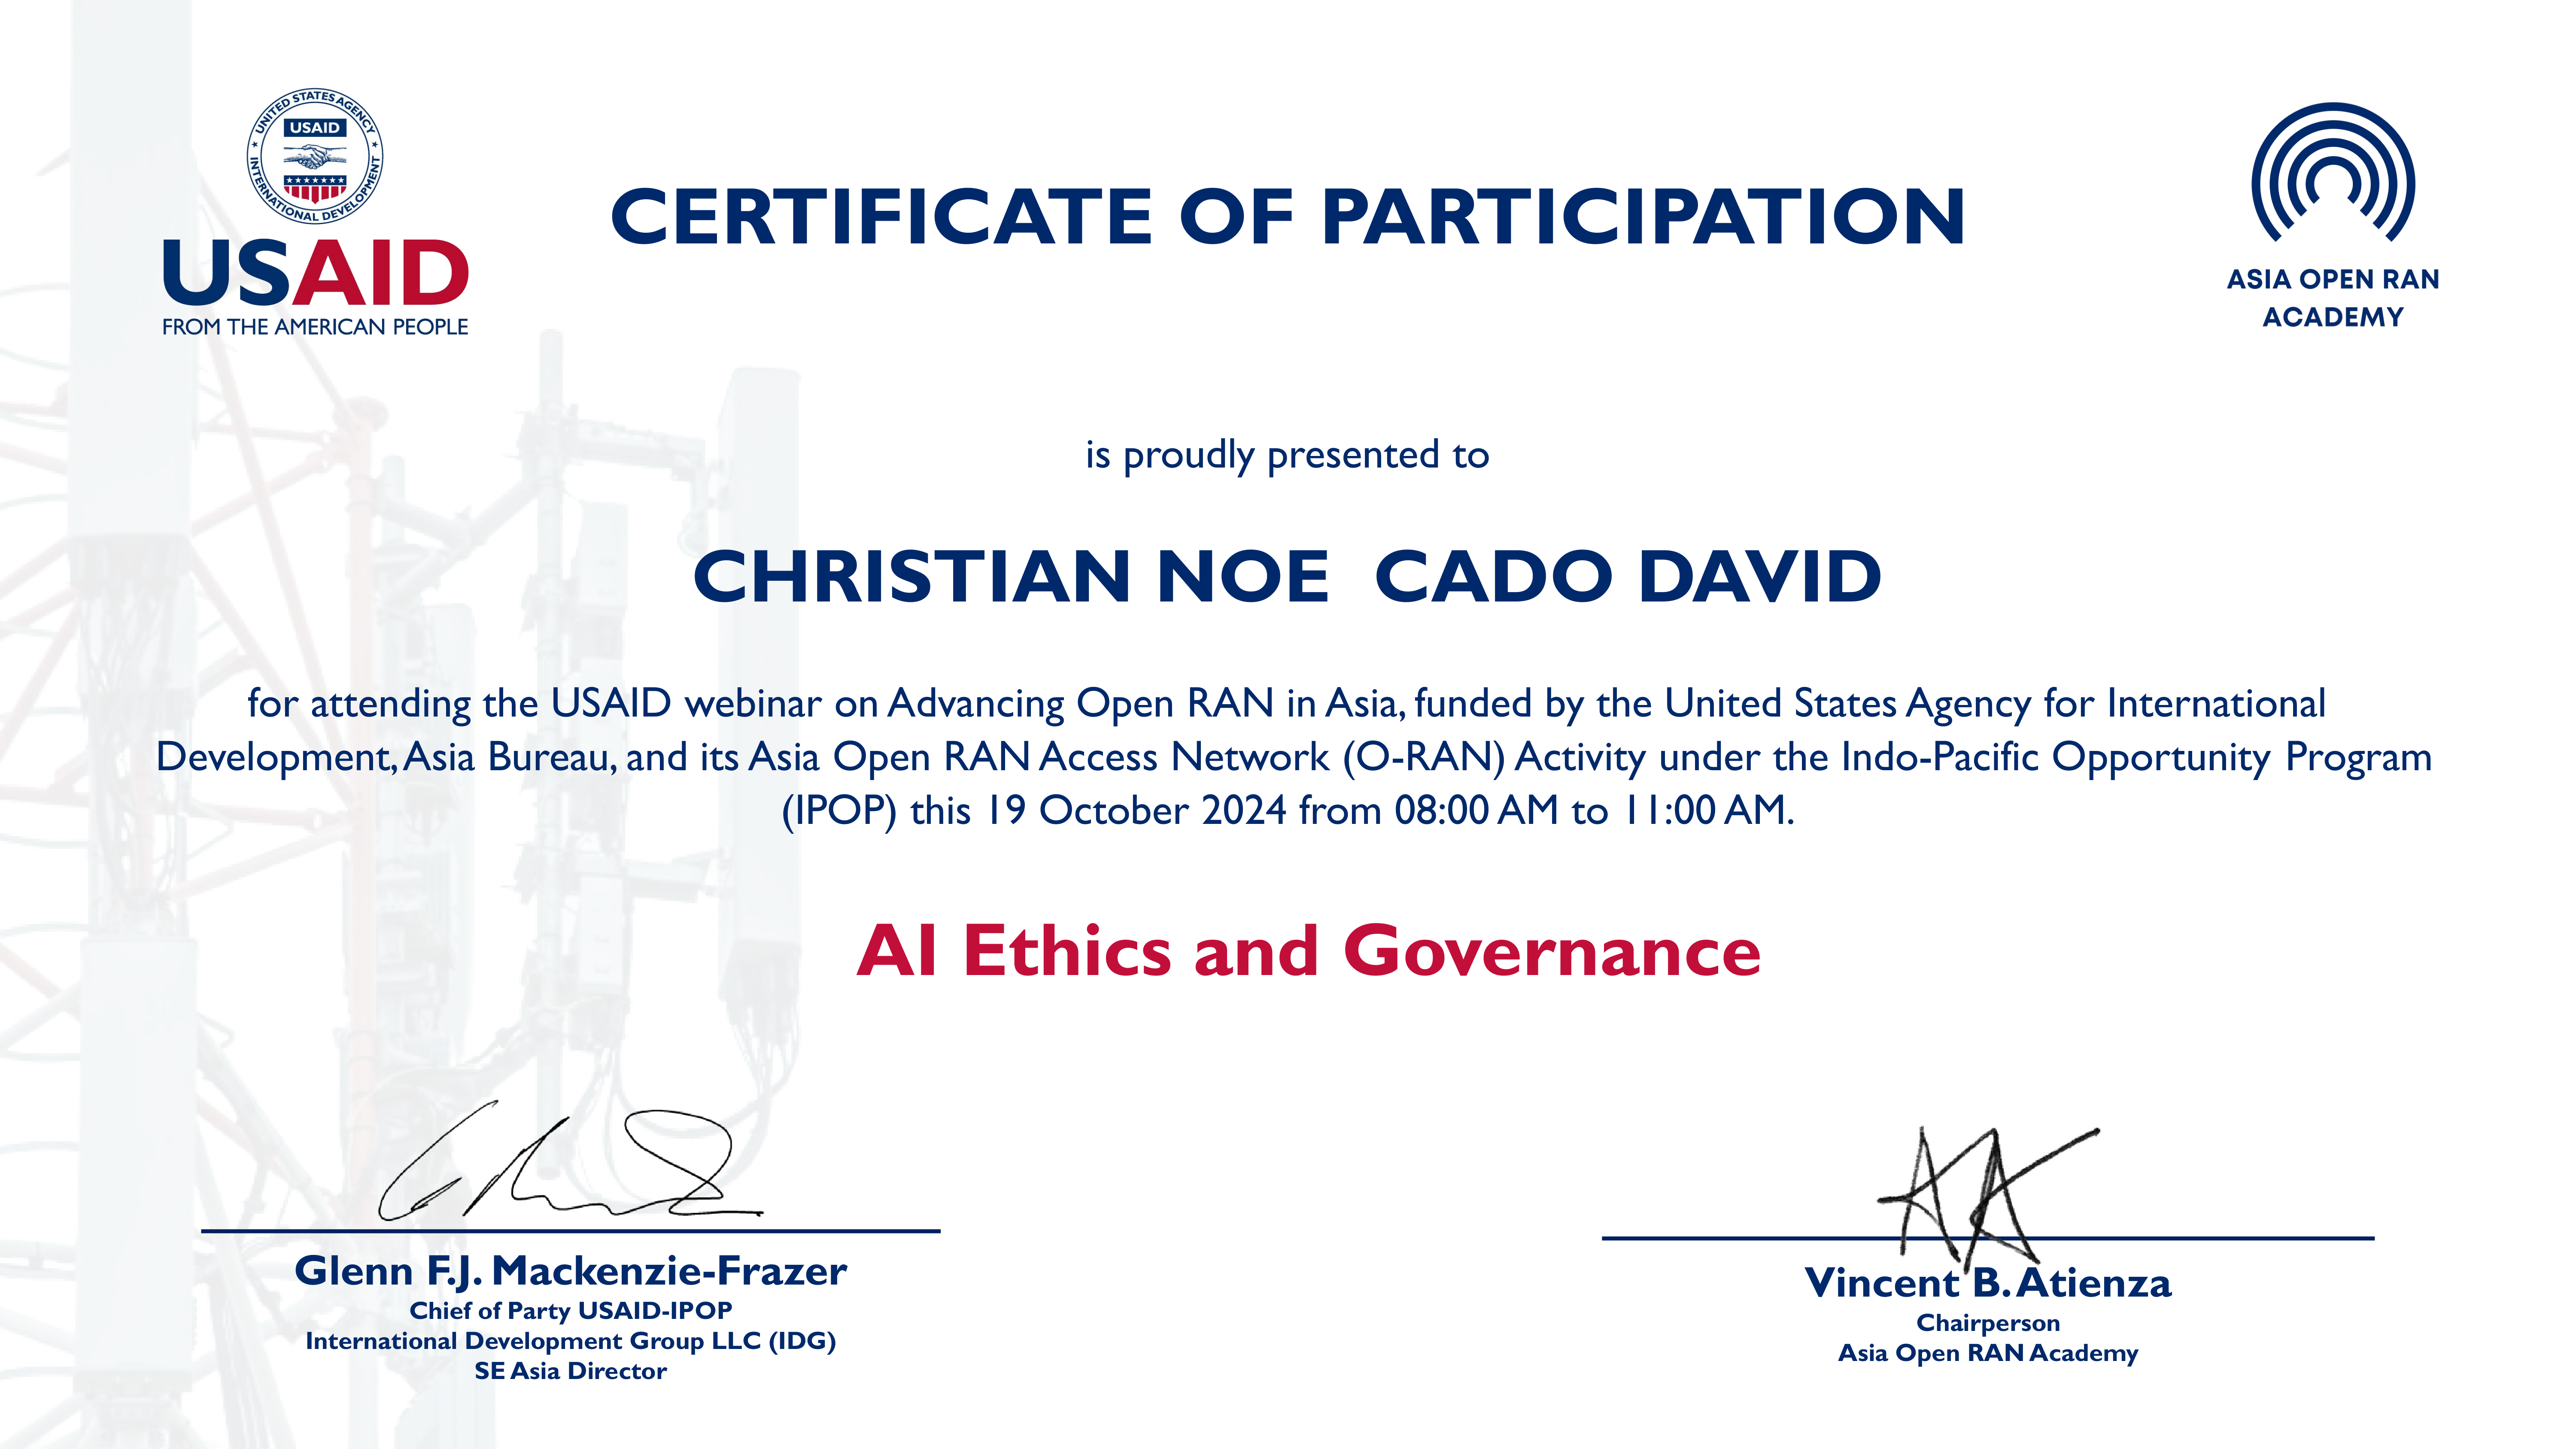 UNITED STATES AGENCY
USAID
INTERNATIONAL DEVELOPMENT
USAID
FROM THE AMERICAN PEOPLE
CERTIFICATE OF PARTICIPATION
ASIA OPEN RAN
ACADEMY
is proudly presented to
CHRISTIAN NOE CADO DAVID
for attending the USAID webinar on Advancing Open RAN in Asia, funded by the United States Agency for International
Development, Asia Bureau, and its Asia Open RAN Access Network (O-RAN) Activity under the Indo-Pacific Opportunity Program
(IPOP) this 19 October 2024 from 08:00 AM to 11:00 AM.
AI Ethics and Governance
Glenn F.J. Mackenzie-Frazer
Chief of Party USAID-IPOP
International Development Group LLC (IDG)
SE Asia Director
Vincent B. Atienza
Chairperson
Asia Open RAN Academy